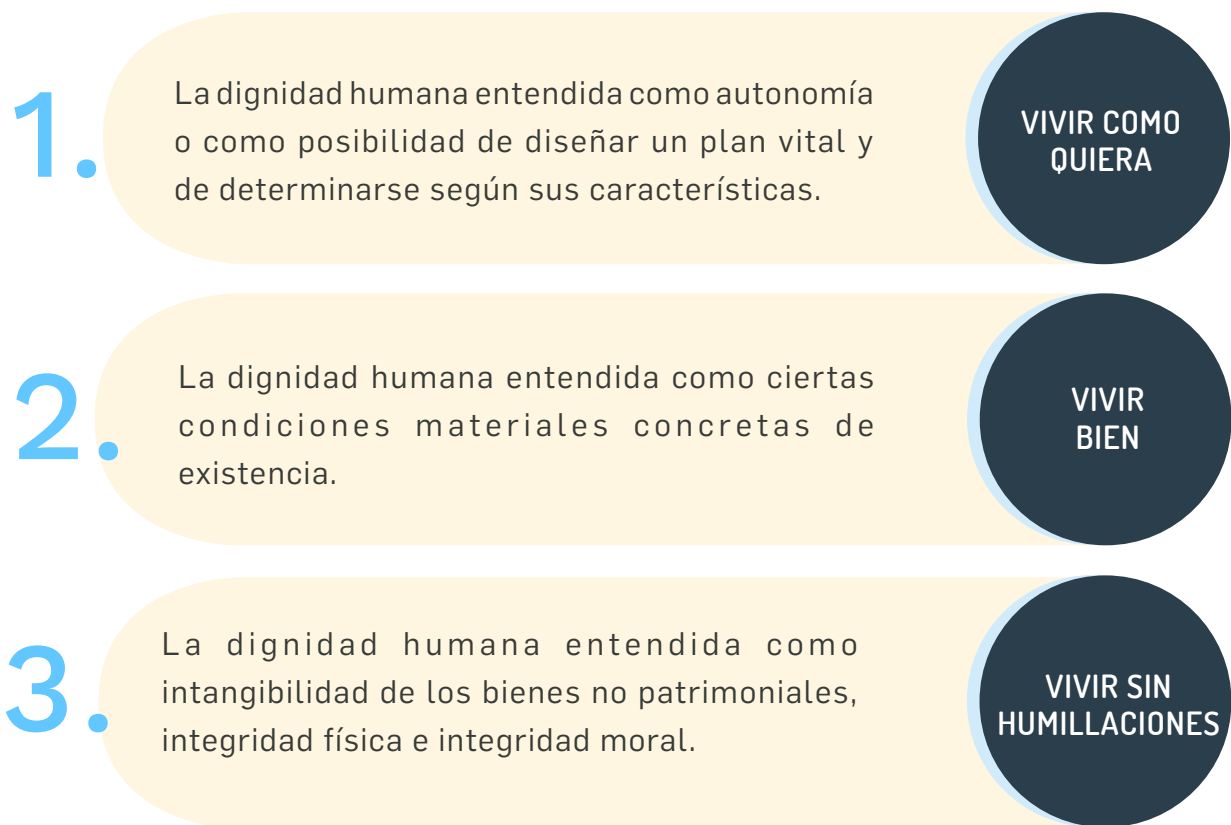 1.
La dignidad humana entendida como autonomía
o como posibilidad de diseñar un plan vital y
de determinarse según sus características.
VIVIR COMO
QUIERA
2.
La dignidad humana entendida como ciertas
condiciones materiales concretas de
existencia.
VIVIR
BIEN
3.
La dignidad humana entendida como
intangibilidad de los bienes no patrimoniales,
integridad física e integridad moral.
VIVIR SIN
HUMILLACIONES